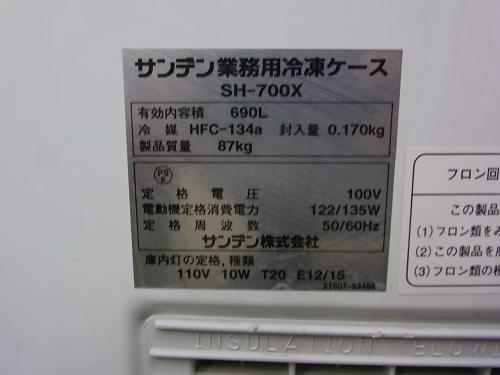 サンデン業務用冷凍ケース
SH-700X
有効内容積 690L
冷媒 HFC-134a 封入量 0.170kg
製品質量 87kg
PS
E
定格電圧 100V
電動機定格消費電力 122/135W
定格周波数 50/60Hz
サンデン株式会社
庫内灯の定格,種類
110V 10W T20 E12/15
21601-53488
フロン回
この製品
(1)フロン類をみ
(2)この製品を廃
(3)フロン類の種
INSULATION BLOWI